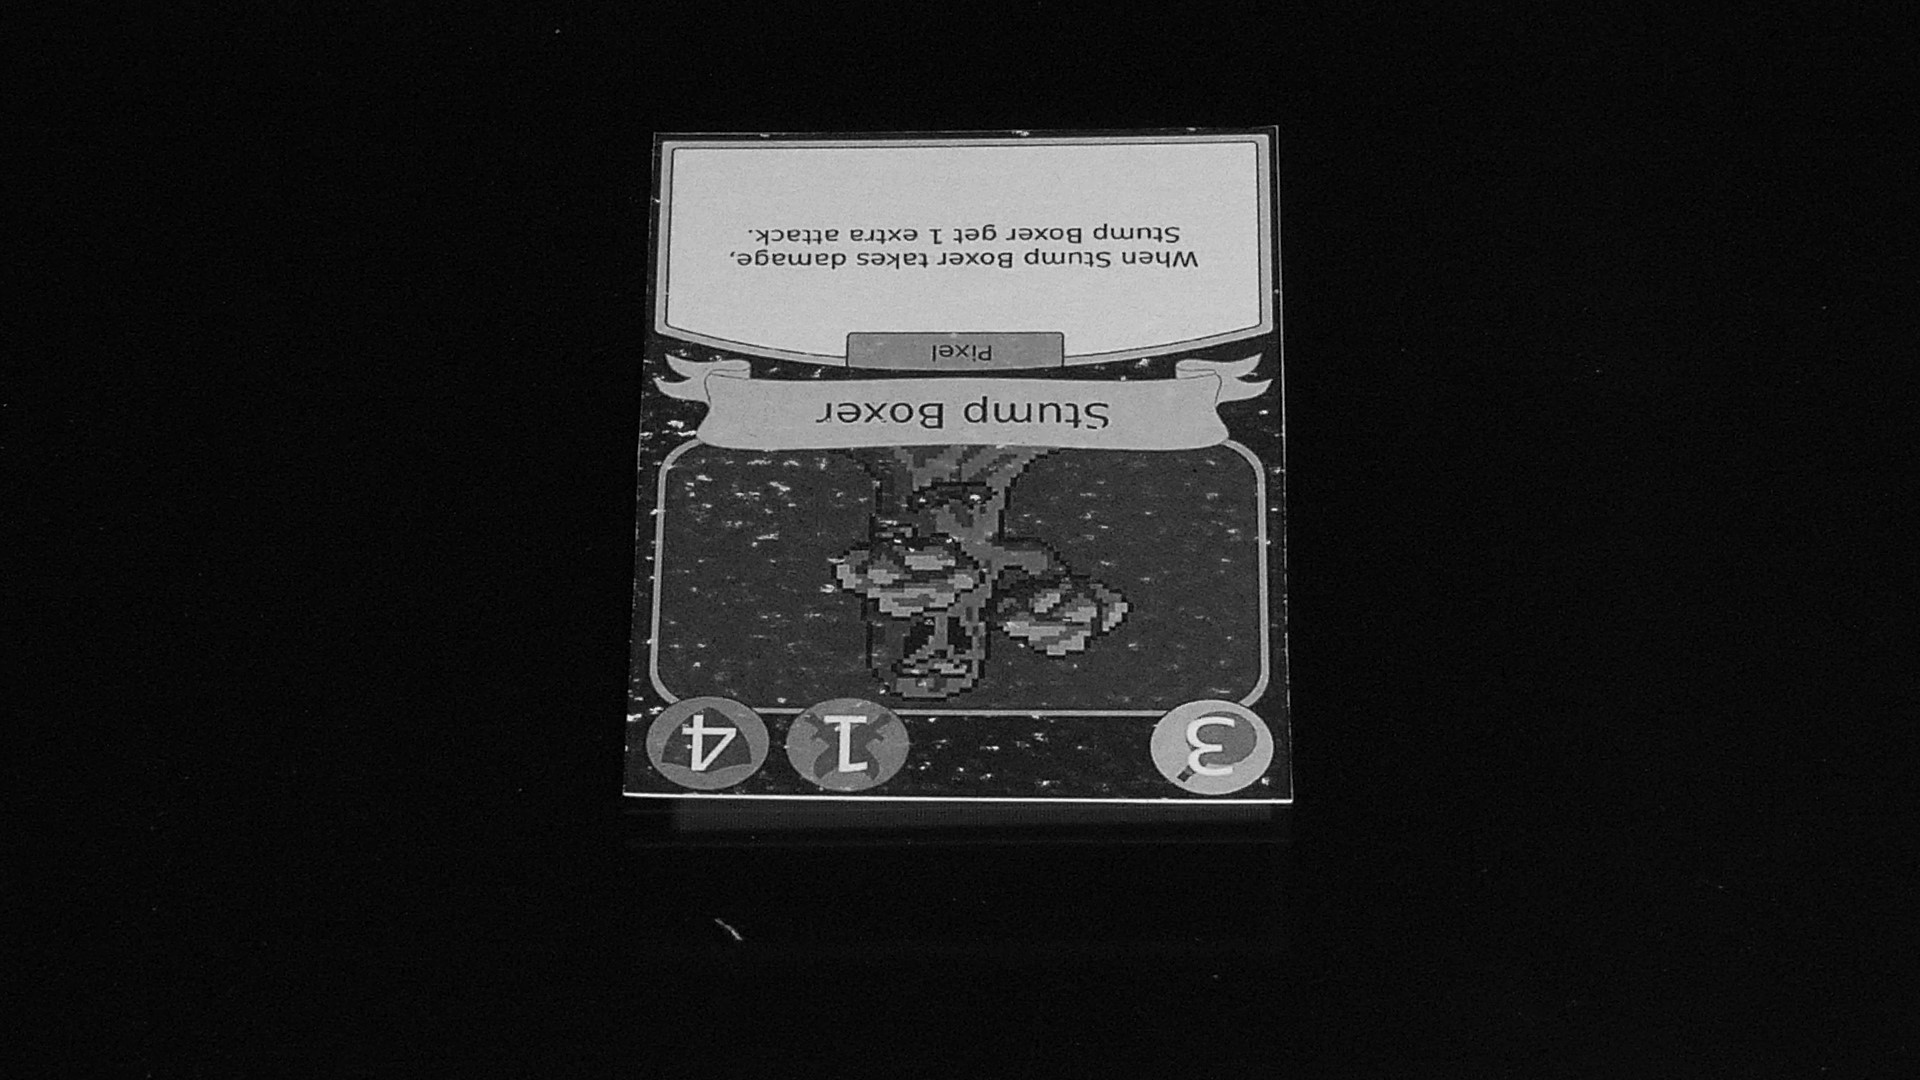 3 1 4
Stump Boxer
Pixel
When Stump Boxer takes damage,
Stump Boxer get 1 extra attack.